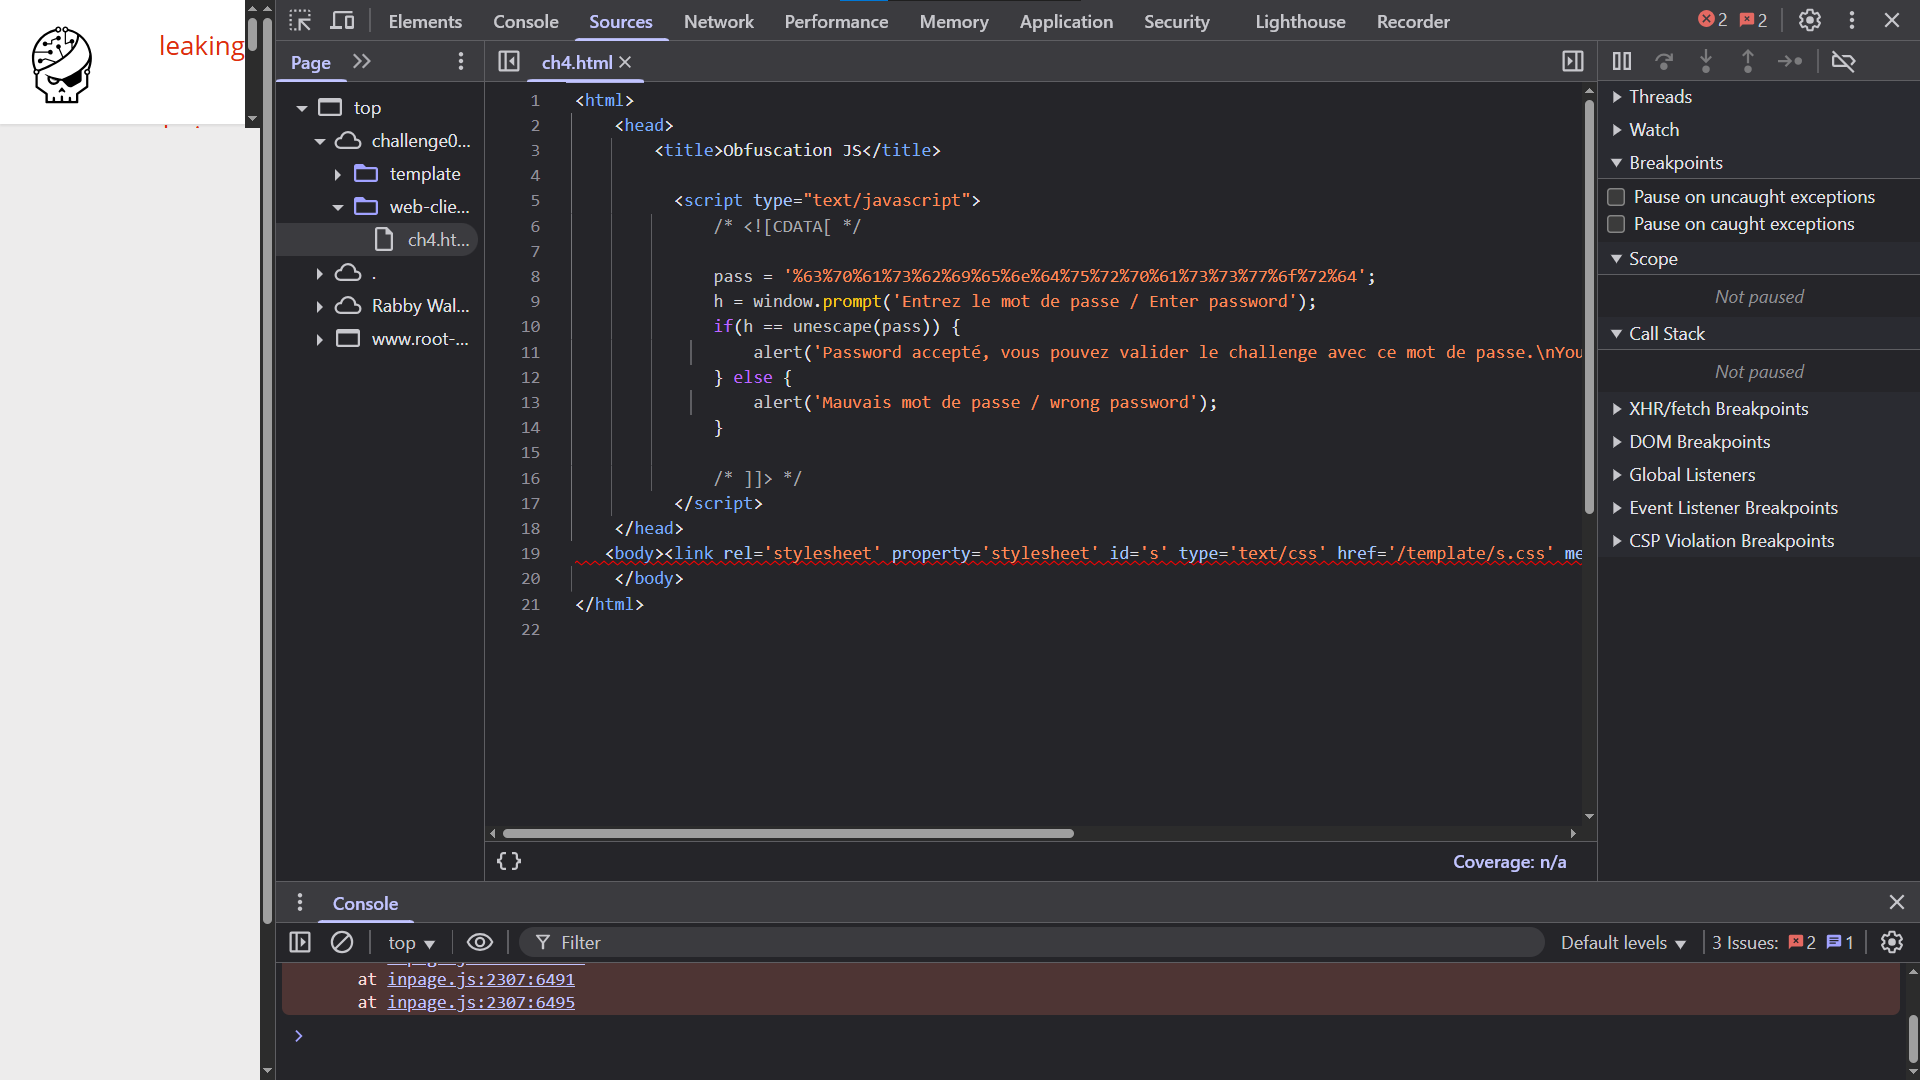 leaking
Elements Console Sources Network Performance Memory Application Security Lighthouse Recorder 2 2
Page
top
challenge0...
template
web-clie...
ch4.ht...
.
Rabby Wal...
www.root-...
ch4.html
1 <html>
2 <head>
3 <title>Obfuscation JS</title>
4
5 <script type="text/javascript">
6 /* <![CDATA[ */
7
8 pass = '%63%70%61%73%62%69%65%6e%64%75%72%70%61%73%73%77%6f%72%64';
9 h = window.prompt('Entrez le mot de passe / Enter password');
10 if(h == unescape(pass)) {
11 alert('Password accepté, vous pouvez valider le challenge avec ce mot de passe.\nYou
12 } else {
13 alert('Mauvais mot de passe / wrong password');
14 }
15
16 /* ]]> */
17 </script>
18 </head>
19 <body><link rel='stylesheet' property='stylesheet' id='s' type='text/css' href='/template/s.css' me
20 </body>
21 </html>
22
{} Coverage: n/a
Threads
Watch
Breakpoints
Pause on uncaught exceptions
Pause on caught exceptions
Scope
Not paused
Call Stack
Not paused
XHR/fetch Breakpoints
DOM Breakpoints
Global Listeners
Event Listener Breakpoints
CSP Violation Breakpoints
Console
top Filter Default levels 3 Issues: 2 1
at inpage.js:2307:6491
at inpage.js:2307:6495